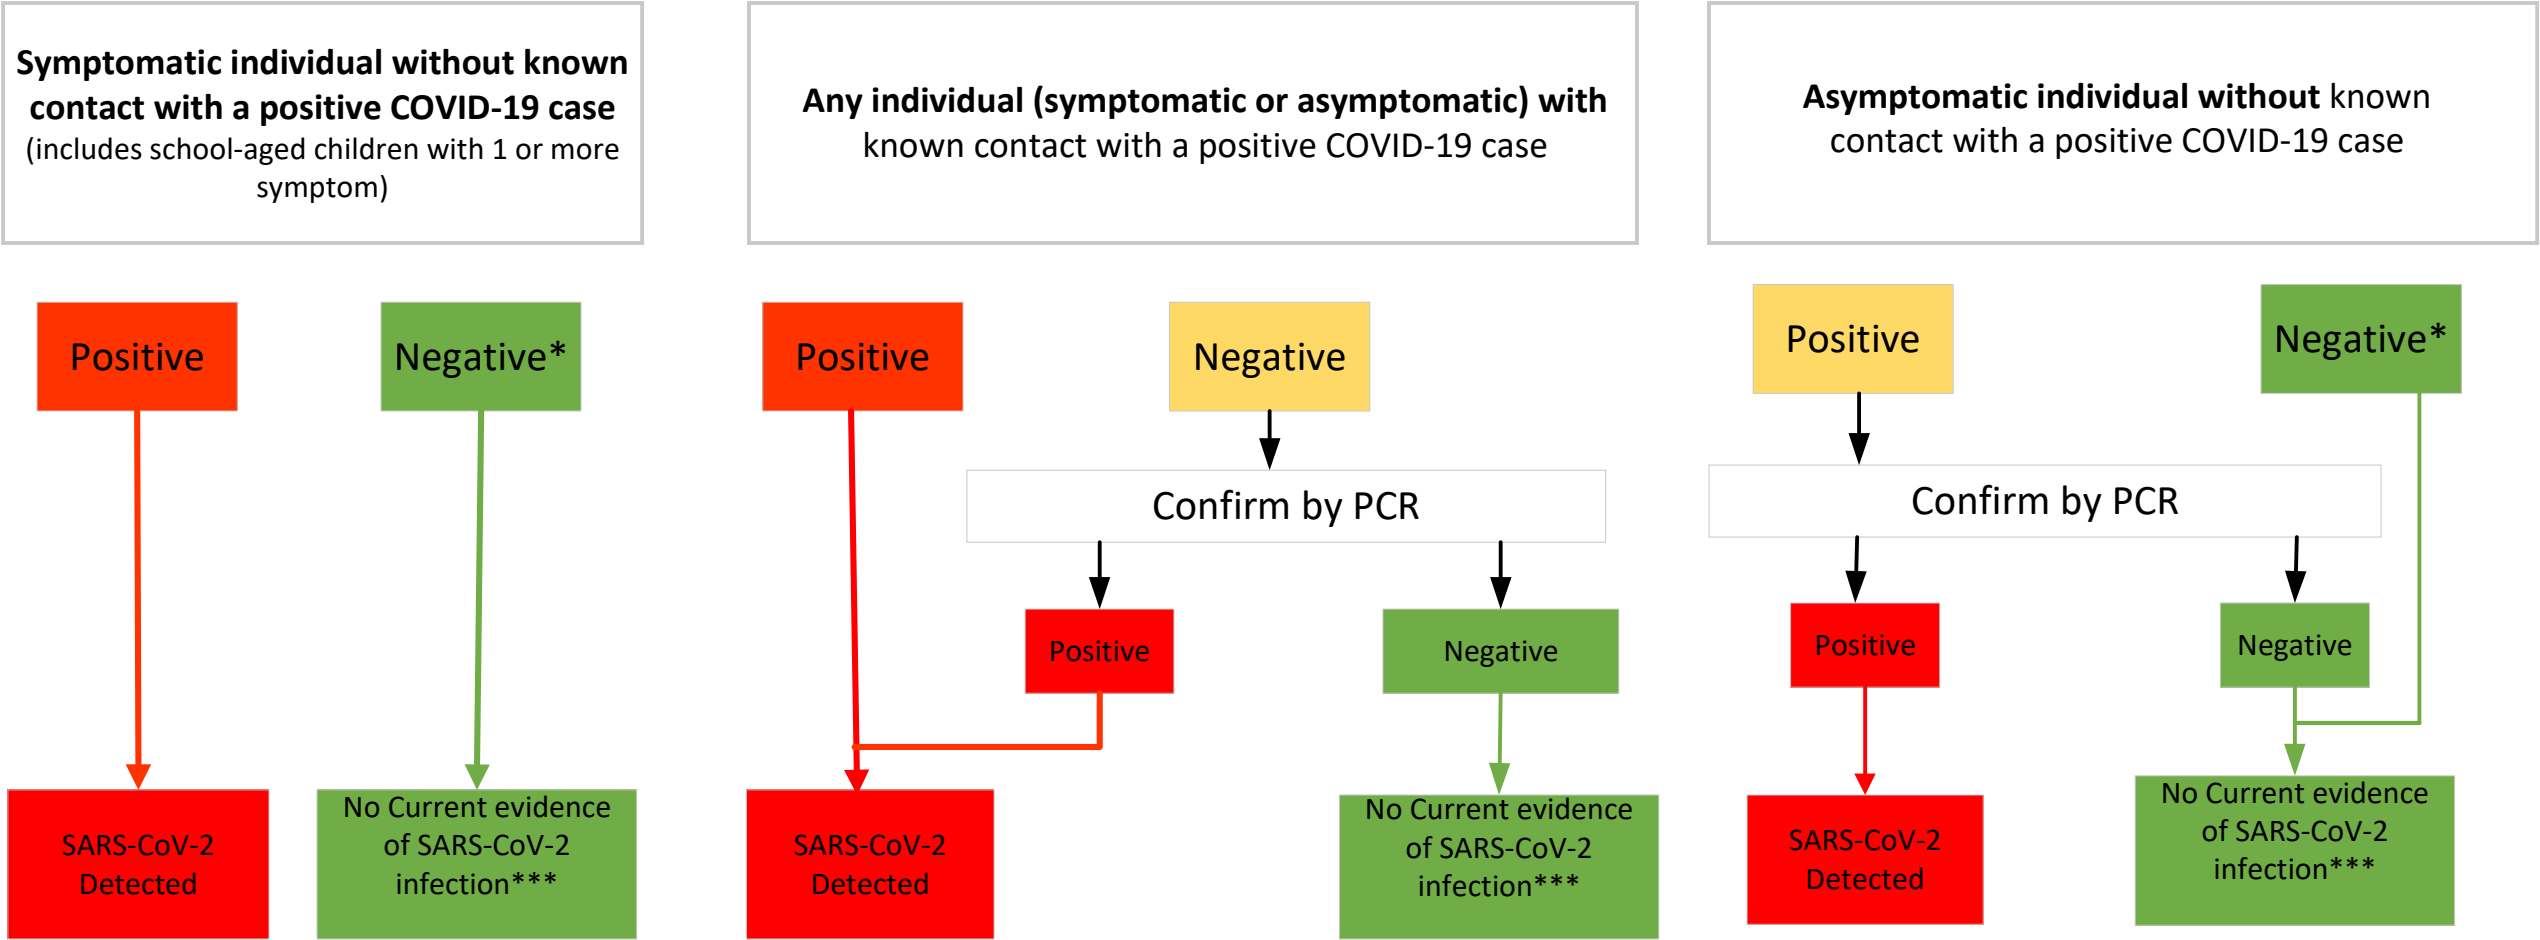 Symptomatic individual without known
contact with a positive COVID-19 case
(includes school-aged children with 1 or more
symptom)
Any individual (symptomatic or asymptomatic) with
known contact with a positive COVID-19 case
Asymptomatic individual without known
contact with a positive COVID-19 case
Positive
Negative*
Positive
Negative
Positive
Negative*
Confirm by PCR
Confirm by PCR
Positive
Negative
Positive
Negative
SARS-CoV-2
Detected
No Current evidence
of SARS-CoV-2
infection***
SARS-CoV-2
Detected
No Current evidence
of SARS-CoV-2
infection***
SARS-CoV-2
Detected
No Current evidence
of SARS-CoV-2
infection***